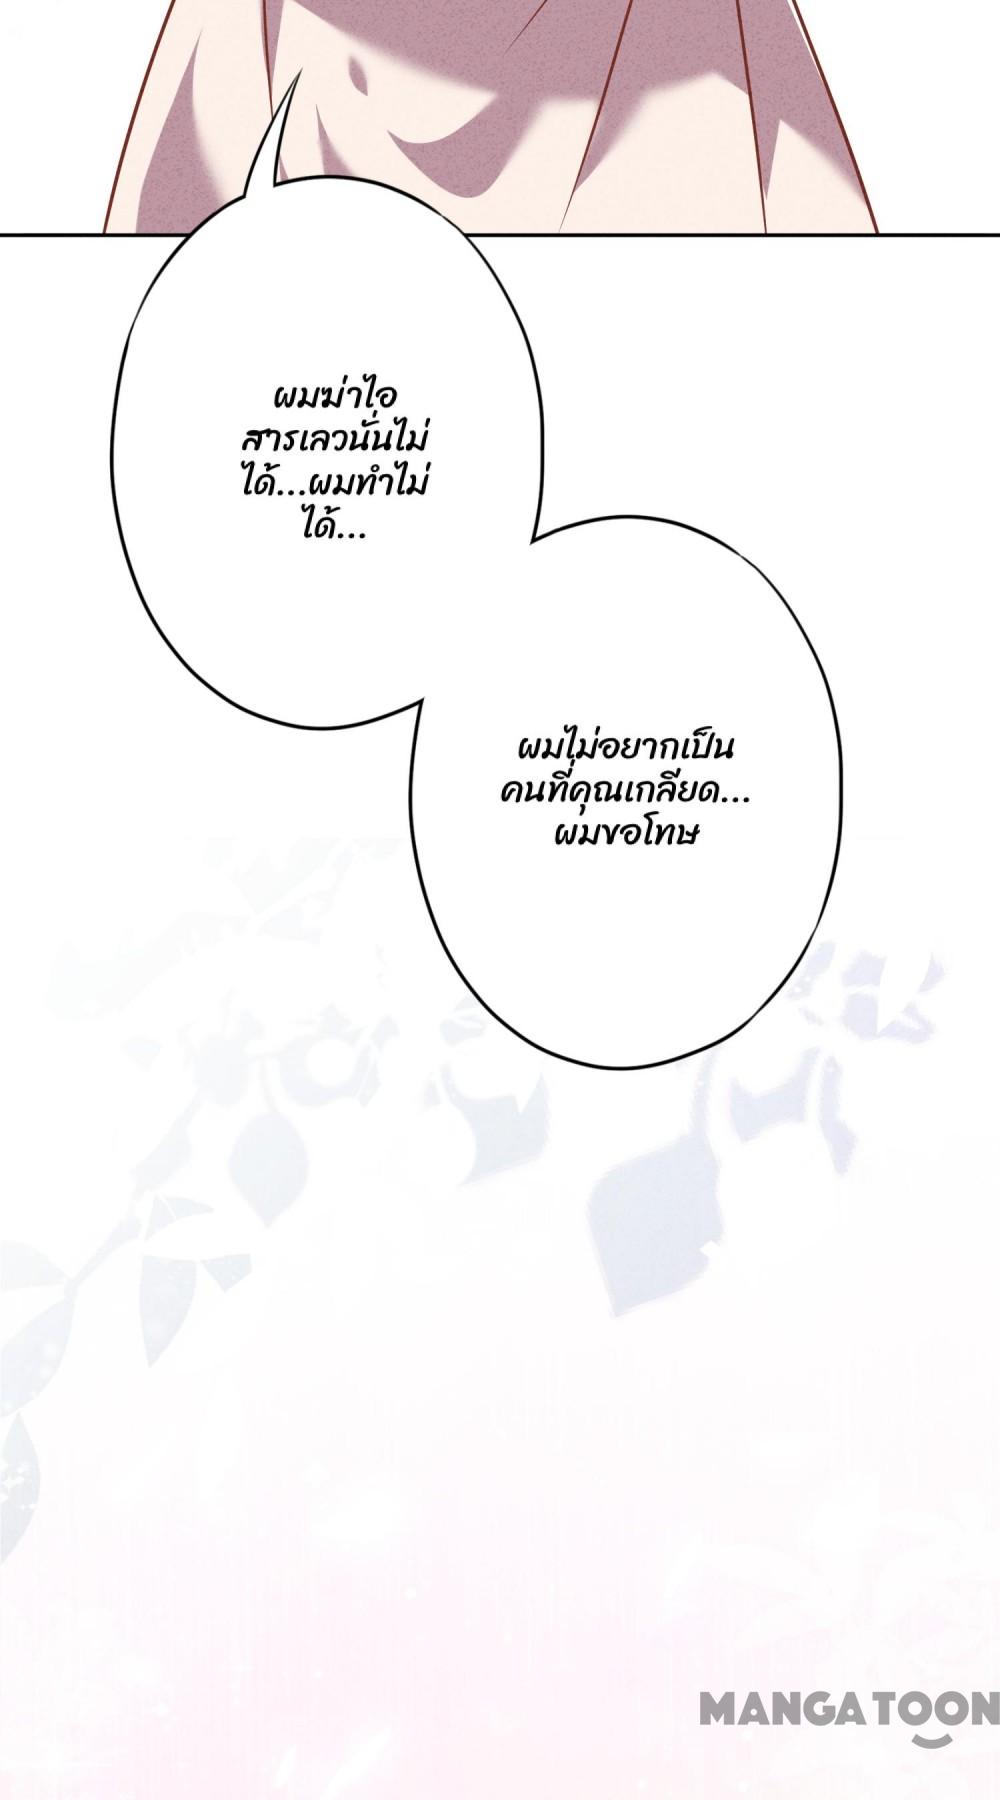 ผมฆ่าไอ
สารเลวนั่นไม่
ได้...ผมทำไม่
ได้...
ผมไม่อยากเป็น
คนที่คุณเกลียด...
ผมขอโทษ
MANGATOON